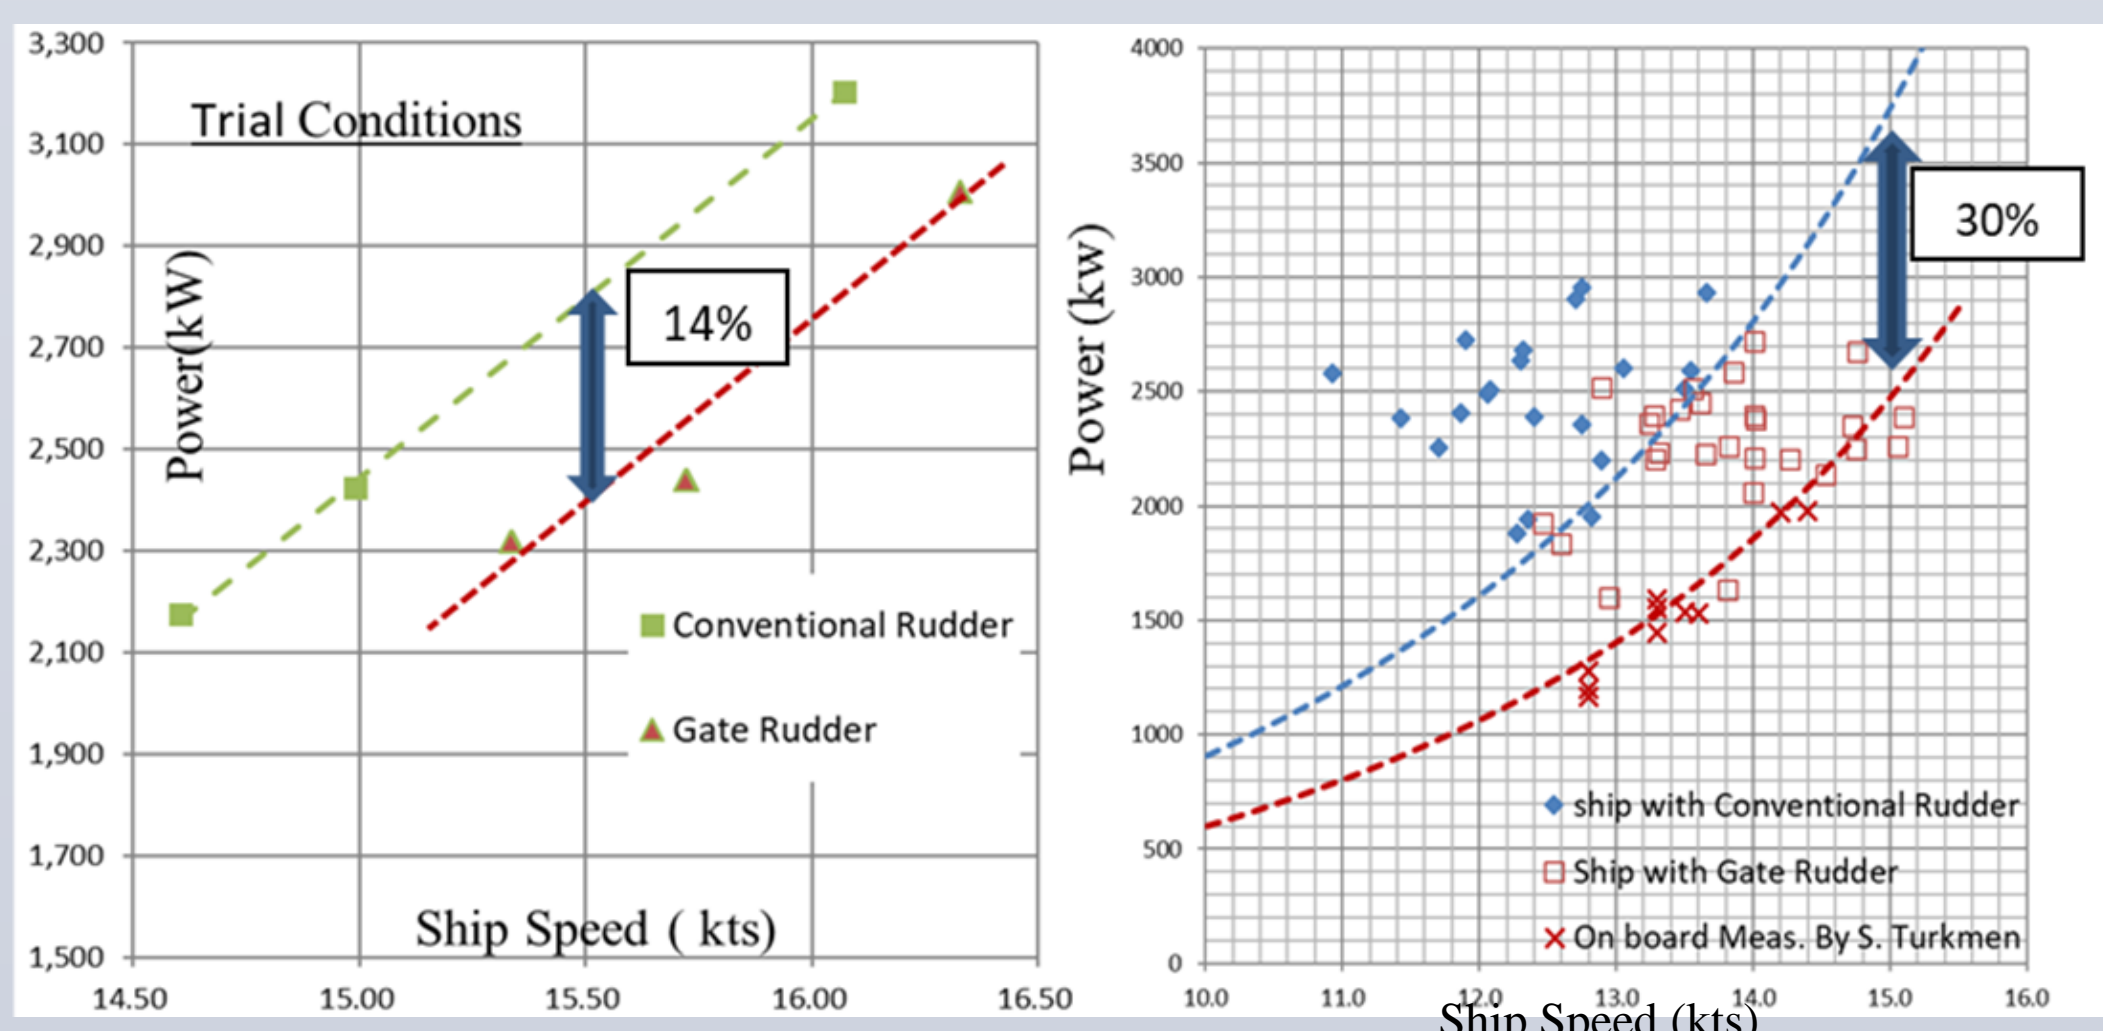 3,300
3,100
2,900
2,700
2,500
2,300
2,100
1,900
1,700
1,500
Power(kW)
Trial Conditions
14%
Conventional Rudder
Gate Rudder
Ship Speed ( kts)
14.50 15.00 15.50 16.00 16.50
4000
3500
3000
2500
2000
1500
1000
500
0
Power (kw)
30%
ship with Conventional Rudder
Ship with Gate Rudder
On board Meas. By S. Turkmen
10.0 11.0 12.0 13.0 14.0 15.0 16.0
Ship Speed (kts)